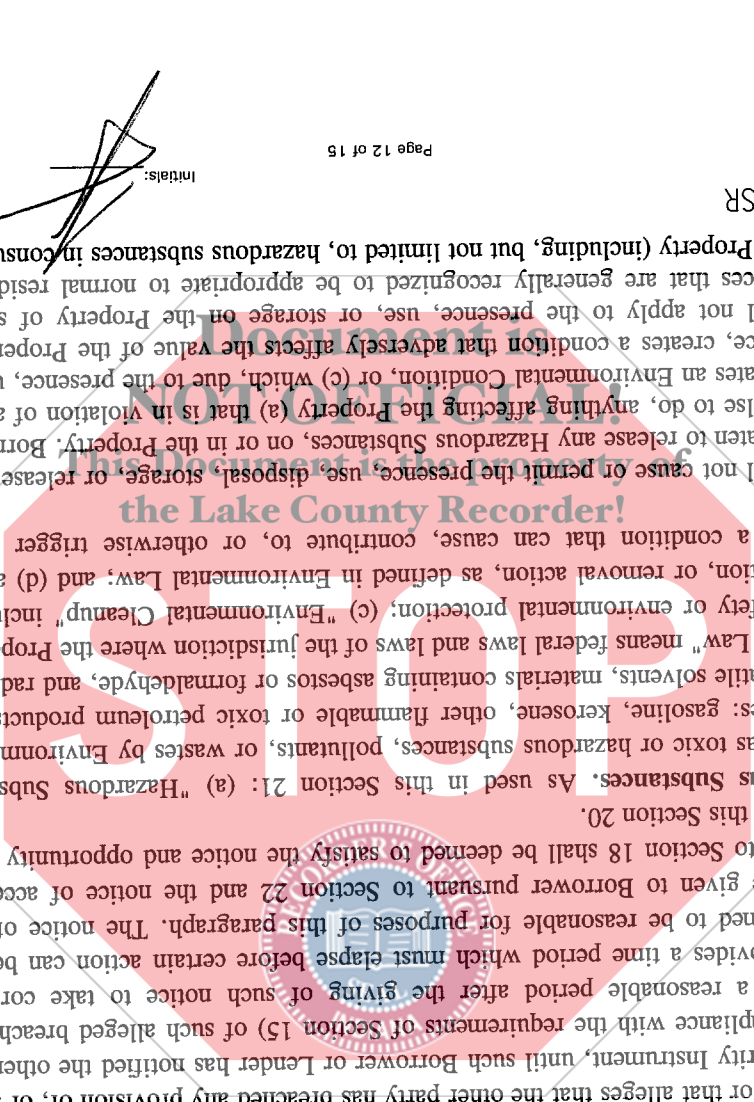 or that alleges that the other party has breached any provision of, or
rity Instrument, until such Borrower or Lender has notified the othe
pliance with the requirements of Section 15) of such alleged breach
a reasonable period after the giving of such notice to take cor
vides a time period which must elapse before certain action can be
ned to be reasonable for purposes of this paragraph. The notice of
given to Borrower pursuant to Section 22 and the notice of acce
to Section 18 shall be deemed to satisfy the notice and opportunity
this Section 20.
us Substances. As used in this Section 21: (a) "Hazardous Subs
as toxic or hazardous substances, pollutants, or wastes by Environm
es: gasoline, kerosene, other flammable or toxic petroleum products
atile solvents, materials containing asbestos or formaldehyde, and rad
Law" means federal laws and laws of the jurisdiction where the Prop
fety or environmental protection; (c) "Environmental Cleanup" inclu
tion, or removal action, as defined in Environmental Law; and (d) a
a condition that can cause, contribute to, or otherwise trigger
l not cause or permit the presence, use, disposal, storage, or release
aten to release any Hazardous Substances, on or in the Property. Borr
lse to do, anything affecting the Property (a) that is in violation of a
ates an Environmental Condition, or (c) which, due to the presence, u
ce, creates a condition that adversely affects the value of the Proper
l not apply to the presence, use, or storage on the Property of s
ces that are generally recognized to be appropriate to normal resid
Property (including, but not limited to, hazardous substances in consu
SR
Page 12 of 15
Initials:
Document is
NOT OFFICIAL!
This Document is the property of
the Lake County Recorder!
STOP